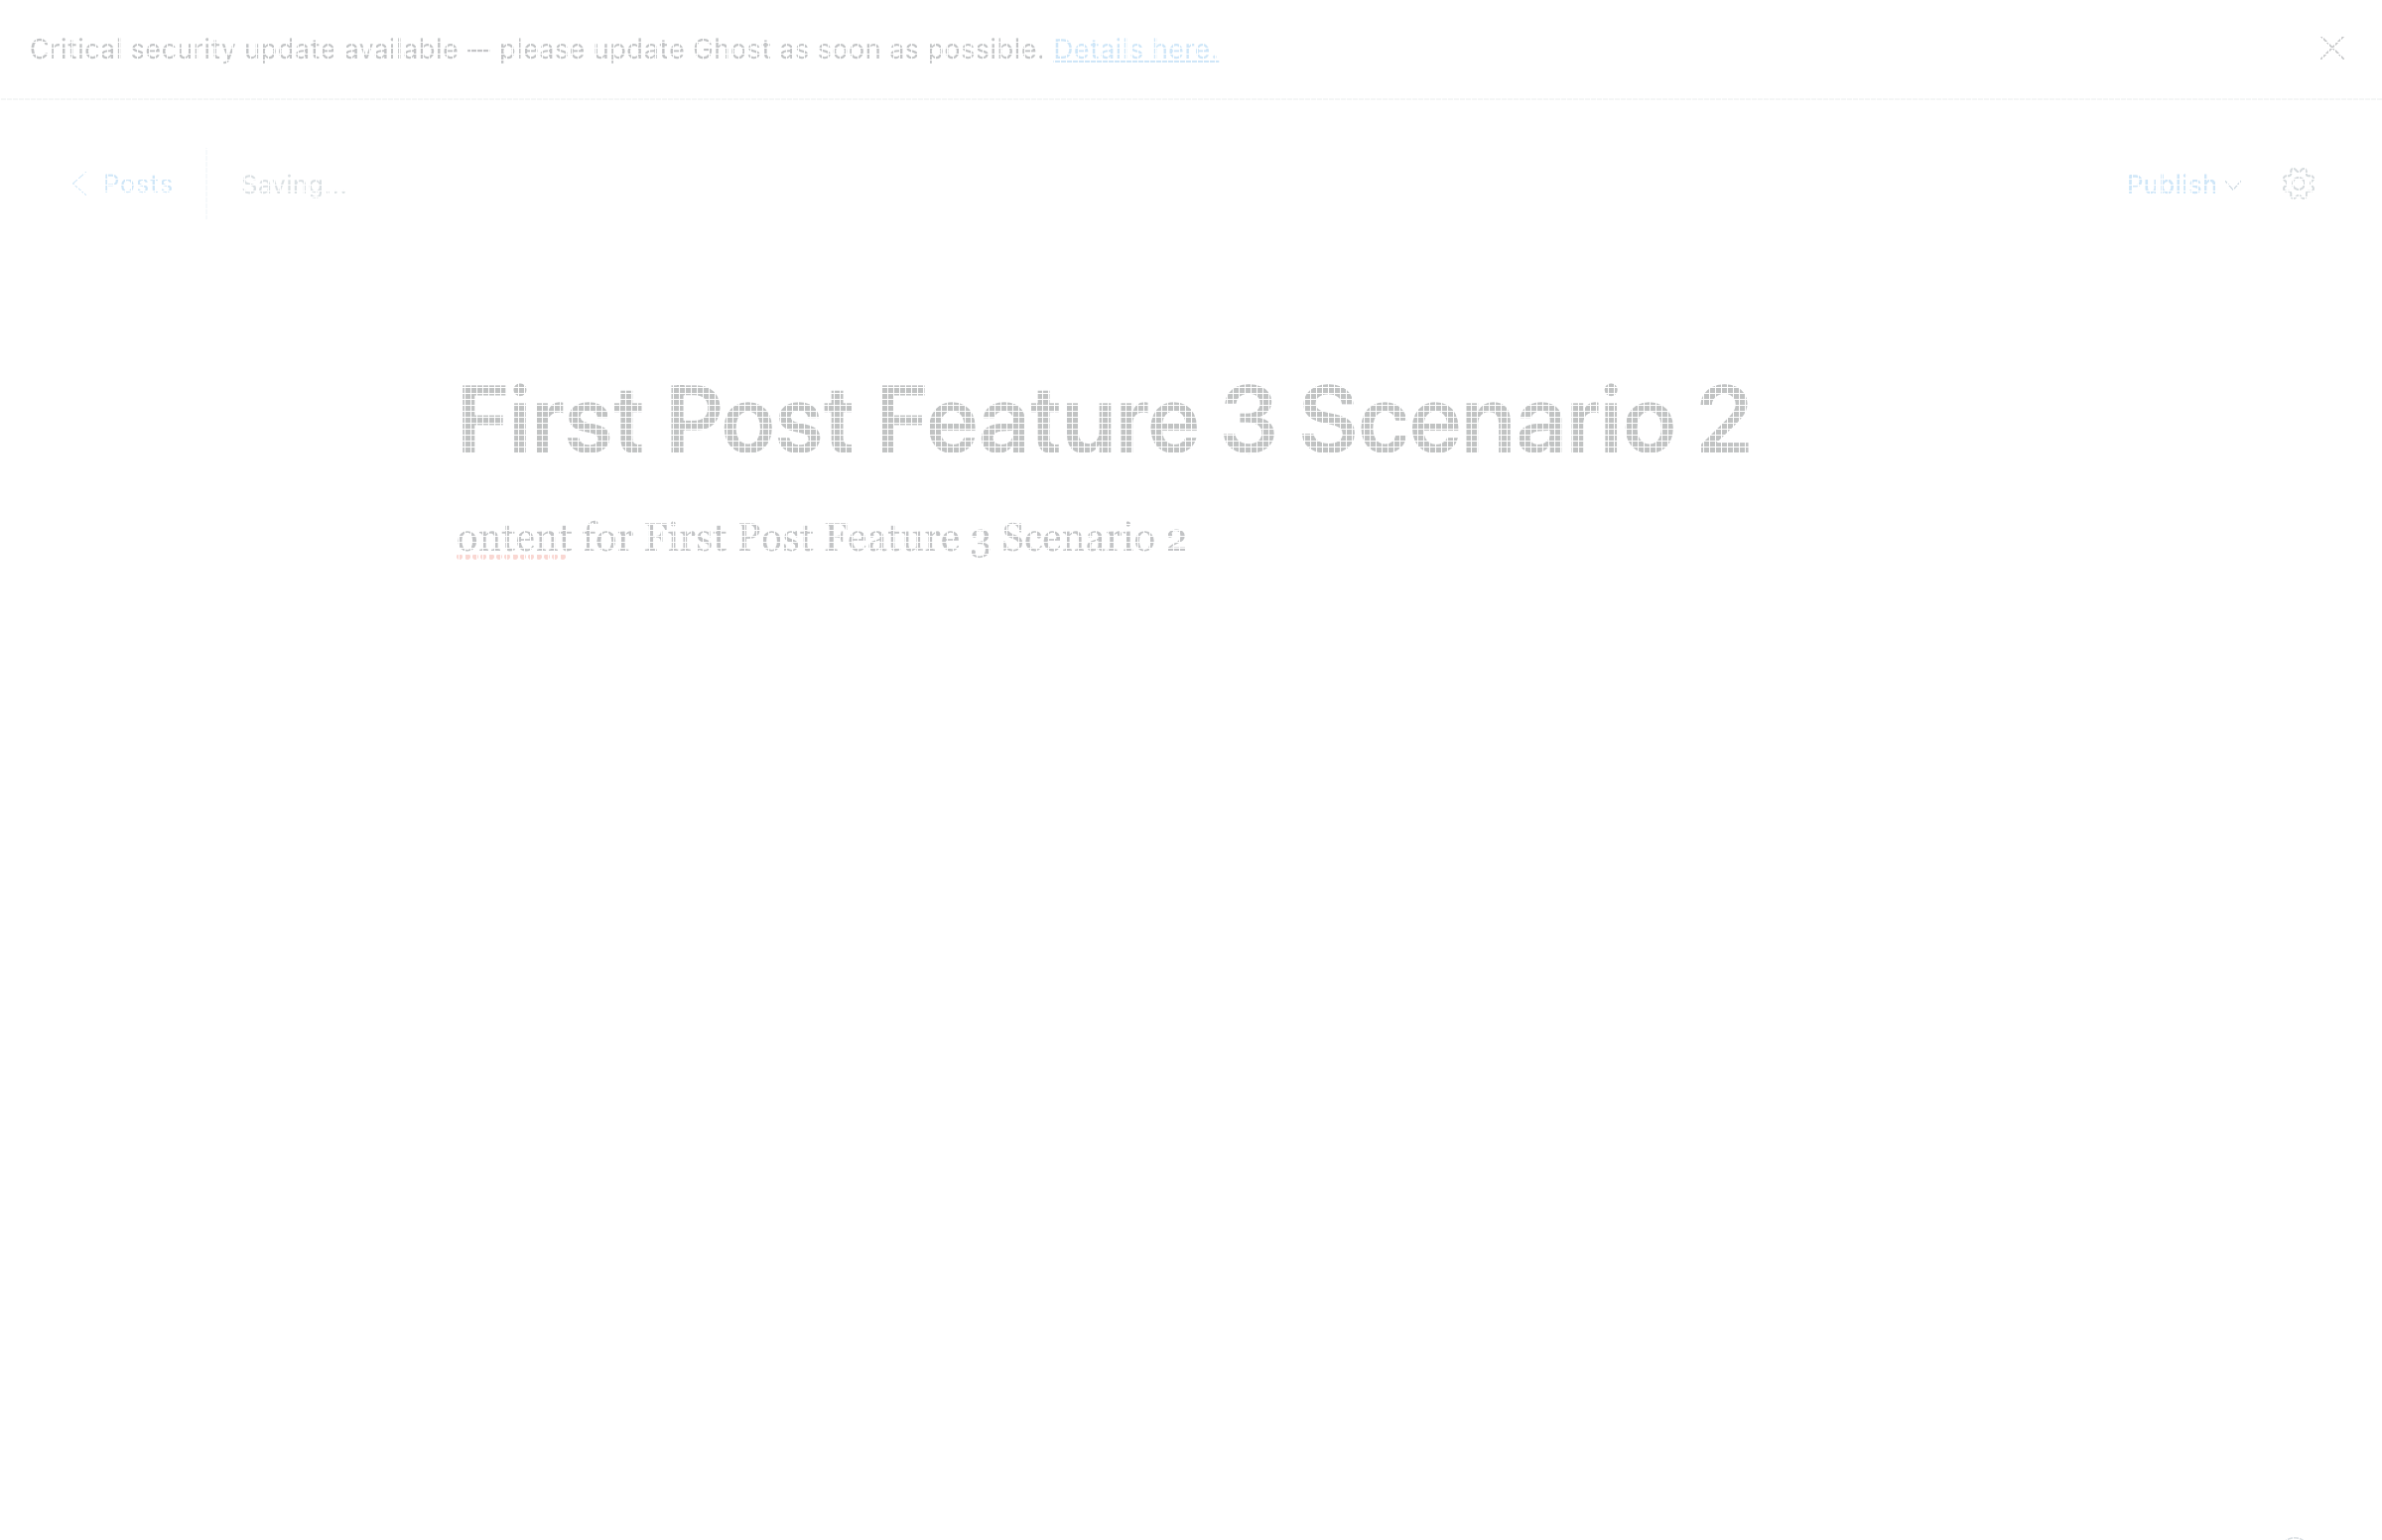 Critical security update available — please update Ghost as soon as possible. Details here.
Posts
Saving...
Publish
First Post Feature 3 Scenario 2
ontent for First Post Feature 3 Scenario 2